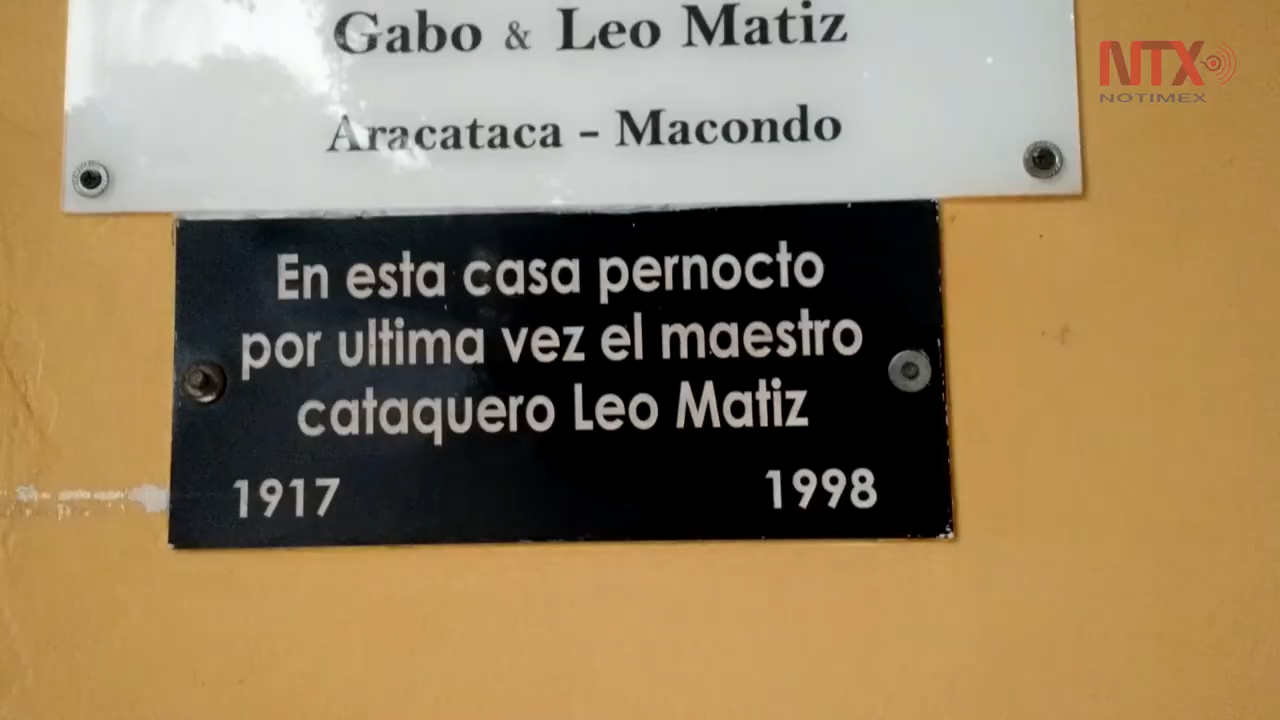 Gabo & Leo Matiz
Aracataca - Macondo
NTX
NOTIMEX
En esta casa pernocto
por ultima vez el maestro
cataquero Leo Matiz
1917 1998